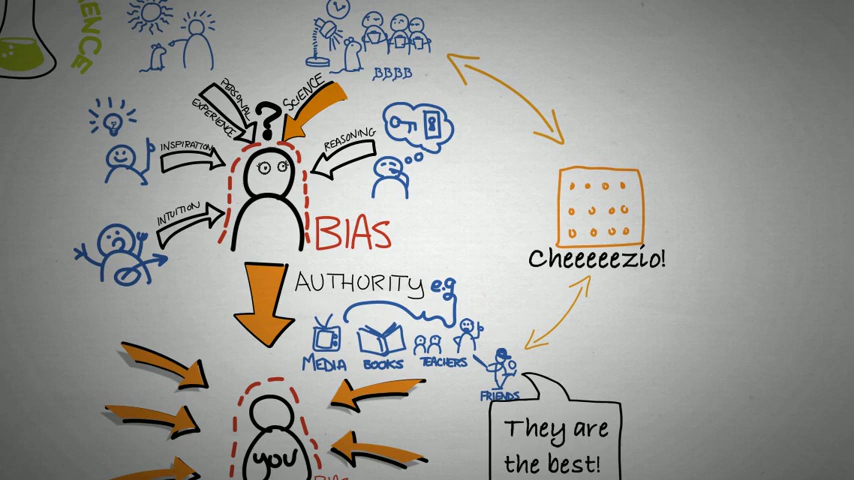 ENCE
BBBB
PERSONAL
EXPERIENCE
?
SCIENCE
INSPIRATION
REASONING
INTUITION
BIAS
Cheeeeezio!
AUTHORITY e.g
MEDIA
BOOKS
TEACHERS
FRIENDS
They are
the best!
YOU
BIAS